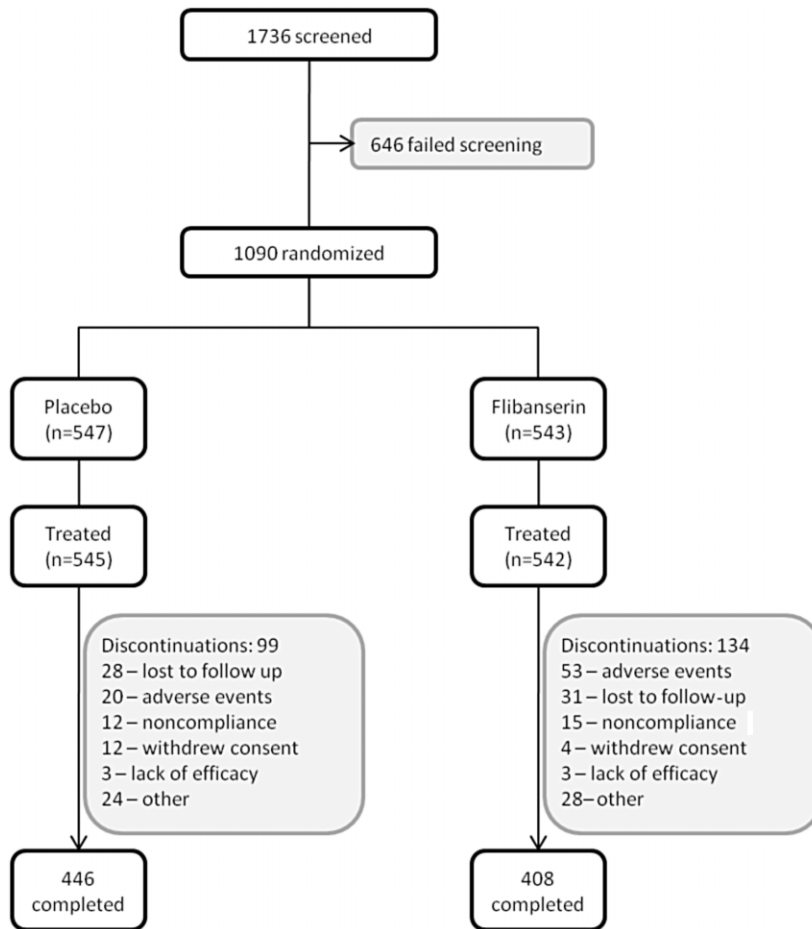 1736 screened
646 failed screening
1090 randomized
Placebo
(n=547)
Flibanserin
(n=543)
Treated
(n=545)
Treated
(n=542)
Discontinuations: 99
28 – lost to follow up
20 – adverse events
12 – noncompliance
12 – withdrew consent
3 – lack of efficacy
24 – other
Discontinuations: 134
53 – adverse events
31 – lost to follow-up
15 – noncompliance
4 – withdrew consent
3 – lack of efficacy
28– other
446
completed
408
completed